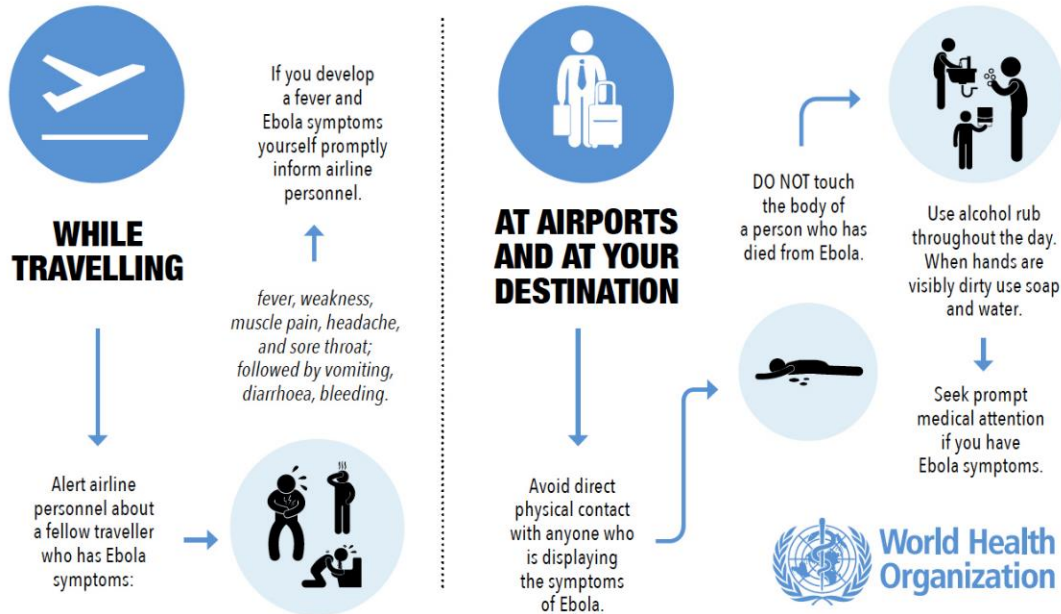 WHILE
TRAVELLING
Alert airline
personnel about
a fellow traveller
who has Ebola
symptoms:
fever, weakness,
muscle pain, headache,
and sore throat;
followed by vomiting,
diarrhoea, bleeding.
If you develop
a fever and
Ebola symptoms
yourself promptly
inform airline
personnel.
AT AIRPORTS
AND AT YOUR
DESTINATION
Avoid direct
physical contact
with anyone who
is displaying
the symptoms
of Ebola.
DO NOT touch
the body of
a person who has
died from Ebola.
Use alcohol rub
throughout the day.
When hands are
visibly dirty use soap
and water.
Seek prompt
medical attention
if you have
Ebola symptoms.
World Health
Organization